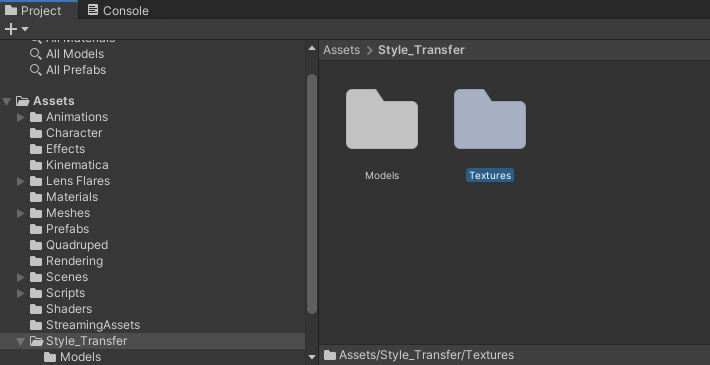 Project
Console
All Materials
All Models
All Prefabs
Assets
Animations
Character
Effects
Kinematica
Lens Flares
Materials
Meshes
Prefabs
Quadruped
Rendering
Scenes
Scripts
Shaders
StreamingAssets
Style_Transfer
Models
Assets > Style_Transfer
Models
Textures
Assets/Style_Transfer/Textures